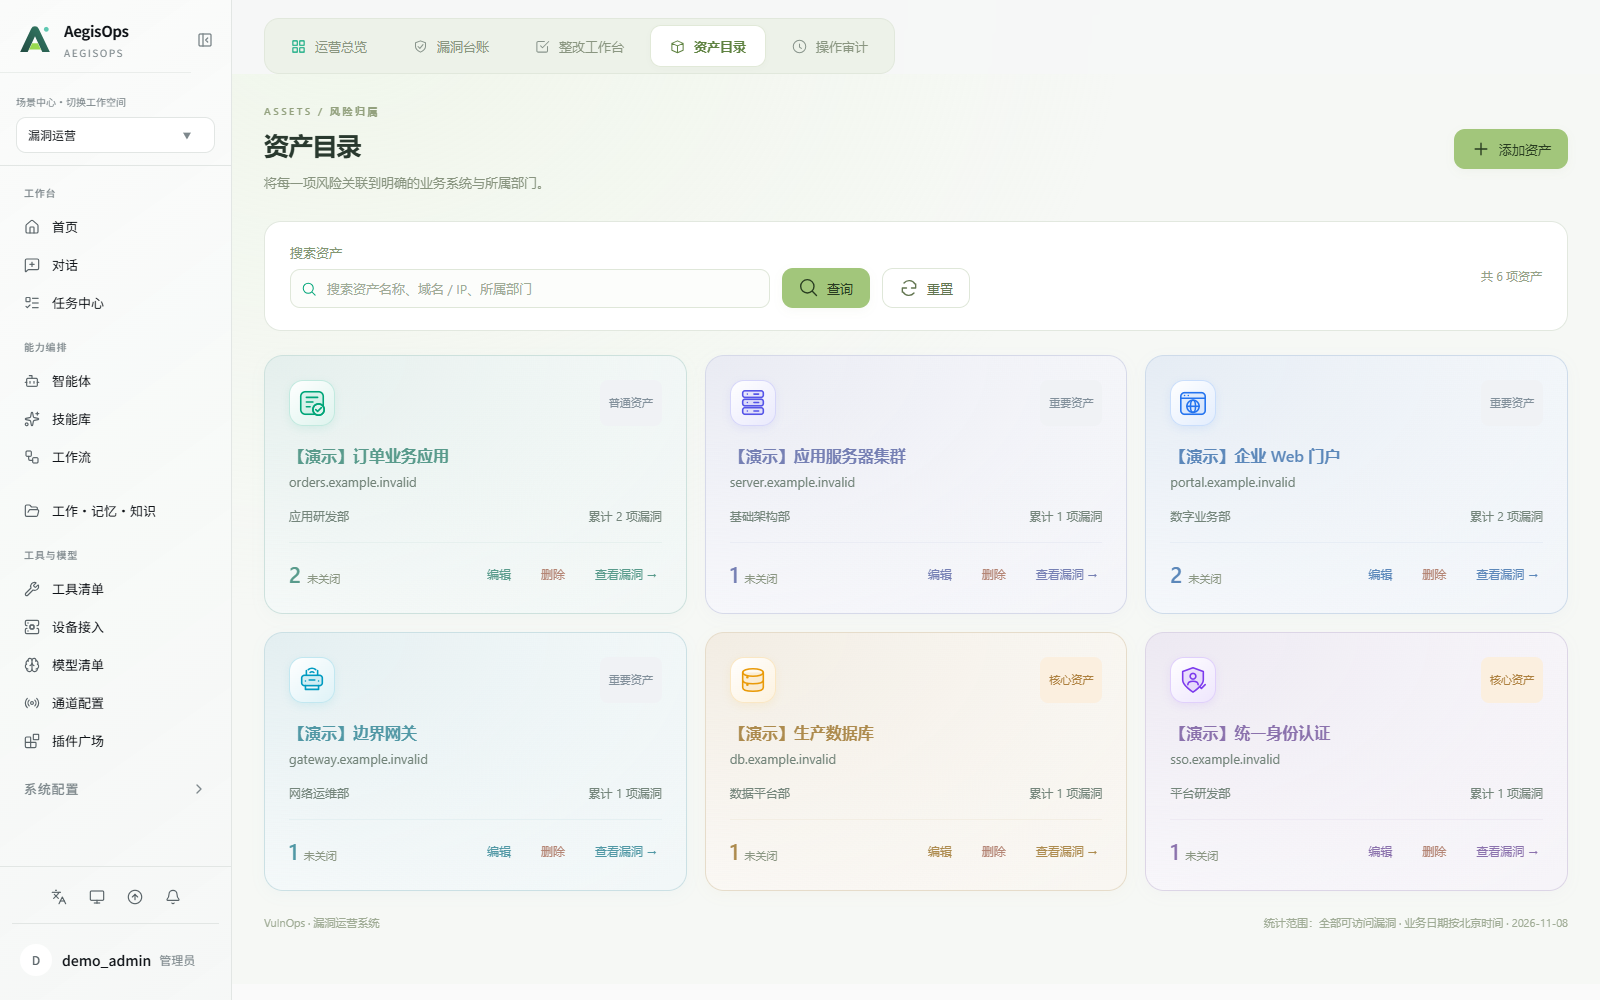 AegisOps
AEGISOPS
场景中心・切换工作空间
漏洞运营 ▼
工作台
首页
对话
任务中心
能力编排
智能体
技能库
工作流
工作・记忆・知识
工具与模型
工具清单
设备接入
模型清单
通道配置
插件广场
系统配置
D demo_admin 管理员
运营总览 漏洞台账 整改工作台 资产目录 操作审计
ASSETS / 风险归属
资产目录
将每一项风险关联到明确的业务系统与所属部门。
添加资产
搜索资产
搜索资产名称、域名 / IP、所属部门 查询 重置
共 6 项资产
普通资产
【演示】订单业务应用
orders.example.invalid
应用研发部 累计 2 项漏洞
2 未关闭 编辑 删除 查看漏洞 →
重要资产
【演示】应用服务器集群
server.example.invalid
基础架构部 累计 1 项漏洞
1 未关闭 编辑 删除 查看漏洞 →
重要资产
【演示】企业 Web 门户
portal.example.invalid
数字业务部 累计 2 项漏洞
2 未关闭 编辑 删除 查看漏洞 →
重要资产
【演示】边界网关
gateway.example.invalid
网络运维部 累计 1 项漏洞
1 未关闭 编辑 删除 查看漏洞 →
核心资产
【演示】生产数据库
db.example.invalid
数据平台部 累计 1 项漏洞
1 未关闭 编辑 删除 查看漏洞 →
核心资产
【演示】统一身份认证
sso.example.invalid
平台研发部 累计 1 项漏洞
1 未关闭 编辑 删除 查看漏洞 →
VulnOps · 漏洞运营系统
统计范围：全部可访问漏洞 · 业务日期按北京时间 · 2026-11-08